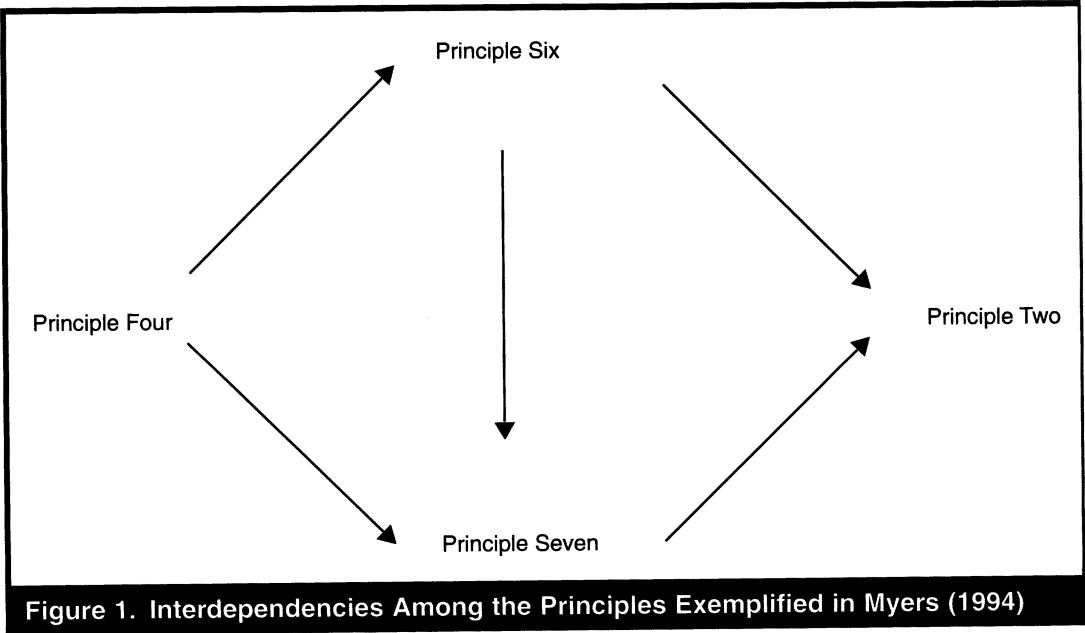 Principle Six
Principle Four
Principle Two
Principle Seven
Figure 1. Interdependencies Among the Principles Exemplified in Myers (1994)